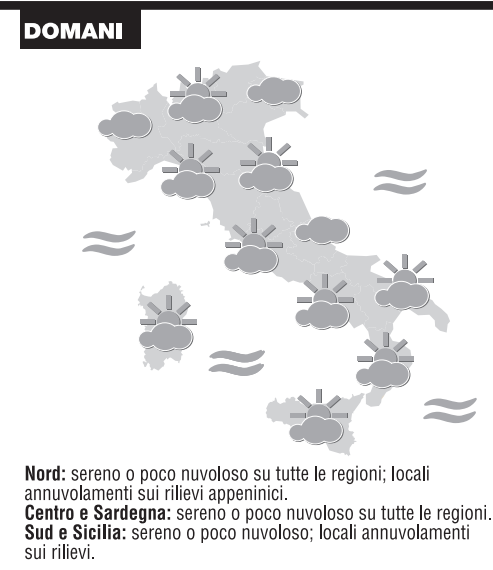 DOMANI
Nord: sereno o poco nuvoloso su tutte le regioni; locali
annuvolamenti sui rilievi appeninici.
Centro e Sardegna: sereno o poco nuvoloso su tutte le regioni.
Sud e Sicilia: sereno o poco nuvoloso; locali annuvolamenti
sui rilievi.